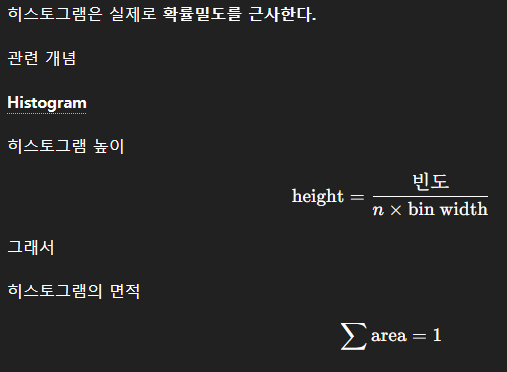 히스토그램은 실제로 확률밀도를 근사한다.
관련 개념
Histogram
히스토그램 높이
height = 빈도 / n × bin width
그래서
히스토그램의 면적
∑ area = 1